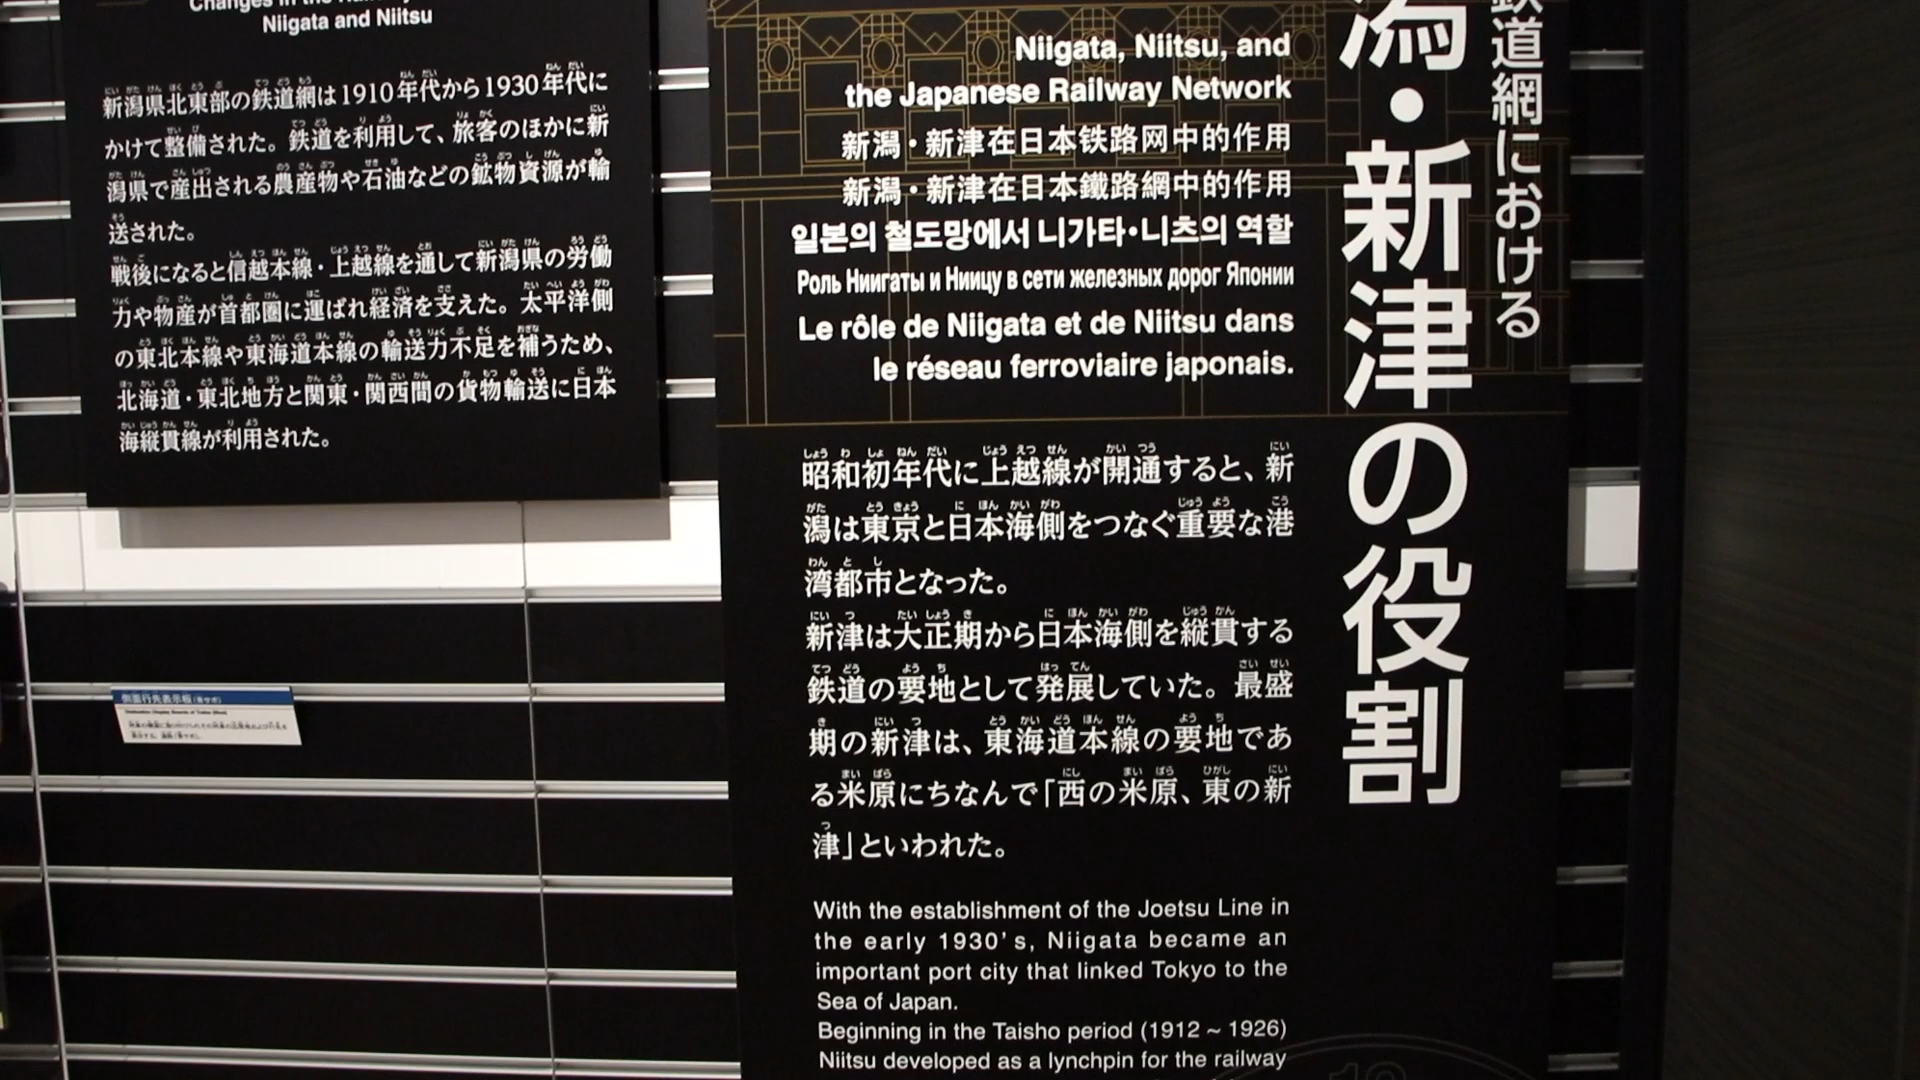 Changes in the Railway
Niigata and Niitsu
新潟県北東部の鉄道網は1910年代から1930年代に
かけて整備された。鉄道を利用して、旅客のほかに新
潟県で産出される農産物や石油などの鉱物資源が輸
送された。
戦後になると信越本線・上越線を通して新潟県の労働
力や物産が首都圏に運ばれ経済を支えた。太平洋側
の東北本線や東海道本線の輸送力不足を補うため、
北海道・東北地方と関東・関西間の貨物輸送に日本
海縦貫線が利用された。
鉄道網における
潟・新津の役割
Niigata, Niitsu, and
the Japanese Railway Network
新潟・新津在日本铁路网中的作用
新潟・新津在日本鐵路網中的作用
일본의 철도망에서 니가타・니츠의 역할
Роль Ниигаты и Ниицу в сети железных дорог Японии
Le rôle de Niigata et de Niitsu dans
le réseau ferroviaire japonais.
昭和初年代に上越線が開通すると、新
潟は東京と日本海側をつなぐ重要な港
湾都市となった。
新津は大正期から日本海側を縦貫する
鉄道の要地として発展していた。最盛
期の新津は、東海道本線の要地であ
る米原にちなんで「西の米原、東の新
津」といわれた。
With the establishment of the Joetsu Line in
the early 1930's, Niigata became an
important port city that linked Tokyo to the
Sea of Japan.
Beginning in the Taisho period (1912 ~ 1926)
Niitsu developed as a lynchpin for the railway
側面行先表示板